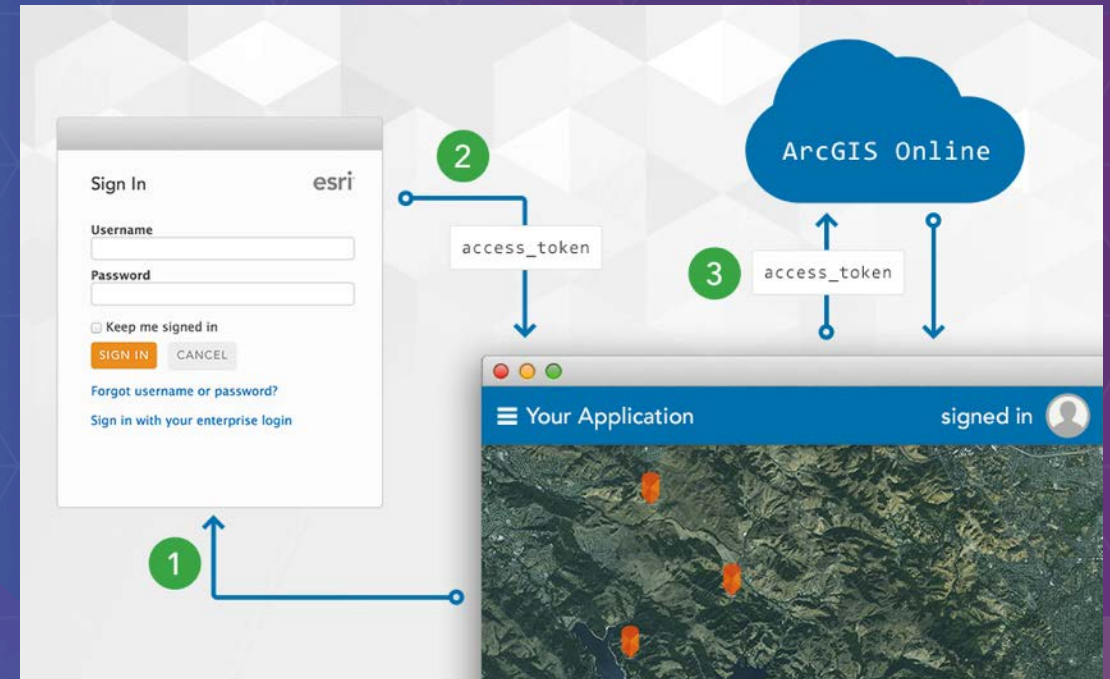 Sign In
esri
Username
Password
Keep me signed in
SIGN IN
CANCEL
Forgot username or password?
Sign in with your enterprise login
1
2
access_token
ArcGIS Online
3
access_token
Your Application
signed in